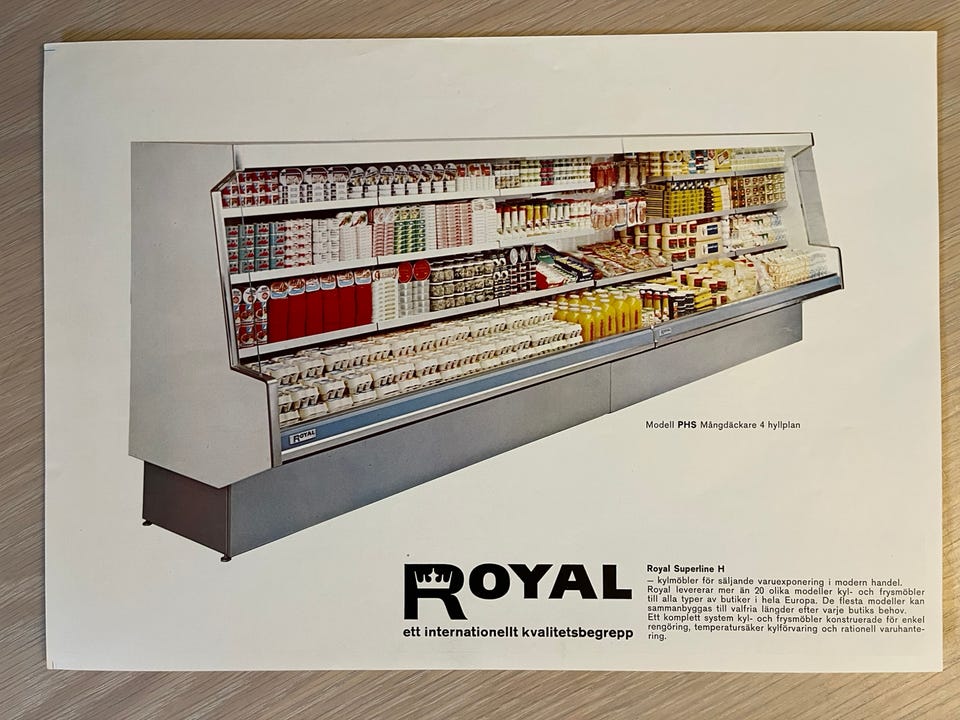 ROYAL
Modell PHS Mångdäckare 4 hyllplan
ROYAL
ett internationellt kvalitetsbegrepp
Royal Superline H
— kylmöbler för säljande varuexponering i modern handel.
Royal levererar mer än 20 olika modeller kyl- och frysmöbler
till alla typer av butiker i hela Europa. De flesta modeller kan
sammanbyggas till valfria längder efter varje butiks behov.
Ett komplett system kyl- och frysmöbler konstruerade för enkel
rengöring, temperatursäker kylförvaring och rationell varuhante-
ring.